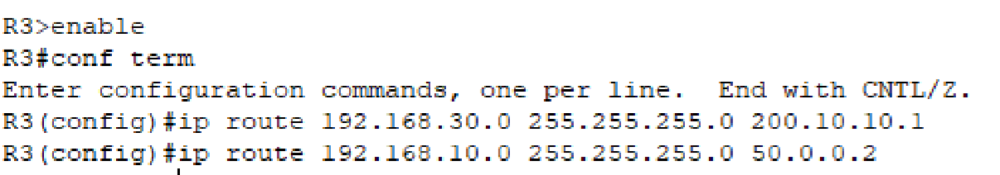 R3>enable
R3#conf term
Enter configuration commands, one per line.  End with CNTL/Z.
R3(config)#ip route 192.168.30.0 255.255.255.0 200.10.10.1
R3(config)#ip route 192.168.10.0 255.255.255.0 50.0.0.2